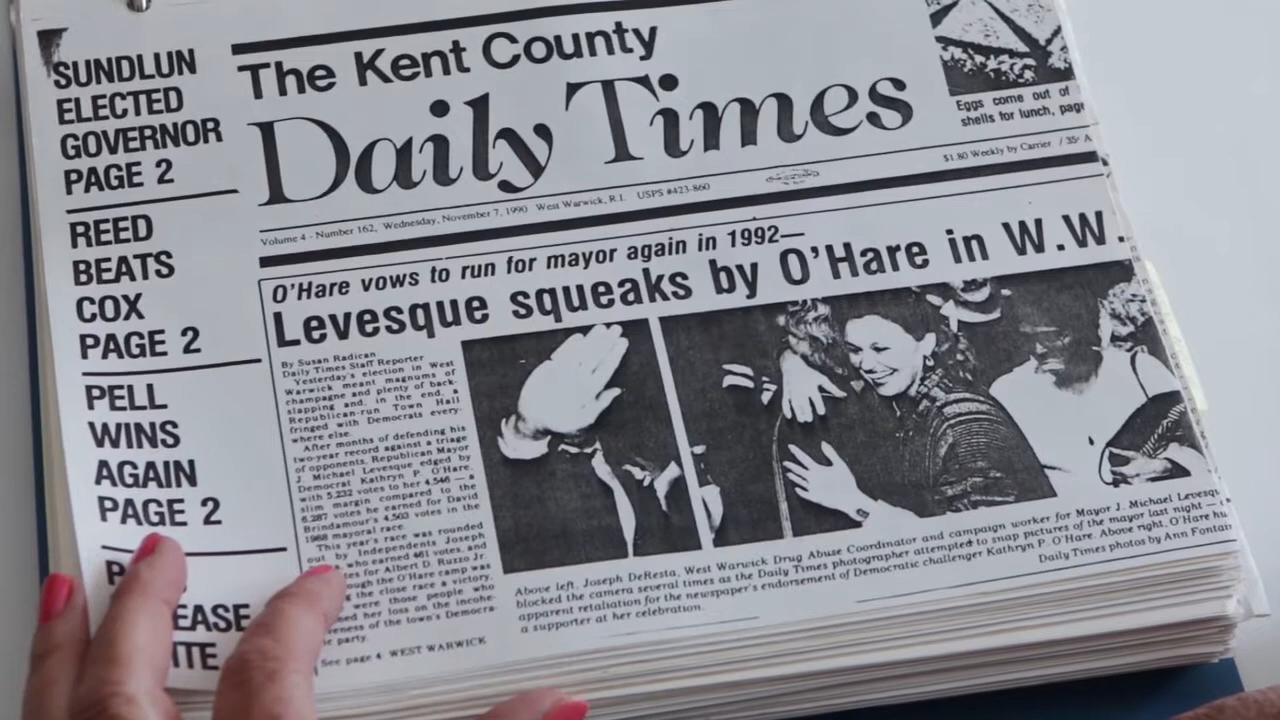 SUNDLUN
ELECTED
GOVERNOR
PAGE 2
REED
BEATS
COX
PAGE 2
PELL
WINS
AGAIN
PAGE 2
EASE
The Kent County
Daily Times
Eggs come out of
shells for lunch, page
$1.80 Weekly by Carrier / 35¢
Volume 4 - Number 162, Wednesday, November 7, 1990 West Warwick, R.I. USPS #423-860
O'Hare vows to run for mayor again in 1992—
Levesque squeaks by O'Hare in W.W.
By Susan Radican
Daily Times Staff Reporter
Yesterday's election in West
Warwick meant magnums of
champagne and plenty of back-
slapping and, in the end, a
Republican-run Town Hall
fringed with Democrats every-
where else.
After months of defending his
two-year record against a triage
of opponents, Republican Mayor
J. Michael Levesque edged by
Democrat Kathryn P. O'Hare,
with 5,232 votes to her 4,546 — a
slim margin compared to the
6,287 votes he earned for David
Brindamour's 4,503 votes in the
1988 mayoral race.
This year's race was rounded
out by Independents Joseph
who earned 461 votes, and
tes for Albert D. Ruzzo Jr.
ough the O'Hare camp was
the close race a victory,
were those people who
med her loss on the incohe-
veness of the town's Democra-
party.
See page 4 WEST WARWICK
Above left, Joseph DeResta, West Warwick Drug Abuse Coordinator and campaign worker for Mayor J. Michael Levesqu
blocked the camera several times as the Daily Times photographer attempted to snap pictures of the mayor last night —
apparent retaliation for the newspaper's endorsement of Democratic challenger Kathryn P. O'Hare. Above right, O'Hare hu
a supporter at her celebration.
Daily Times photos by Ann Fontain